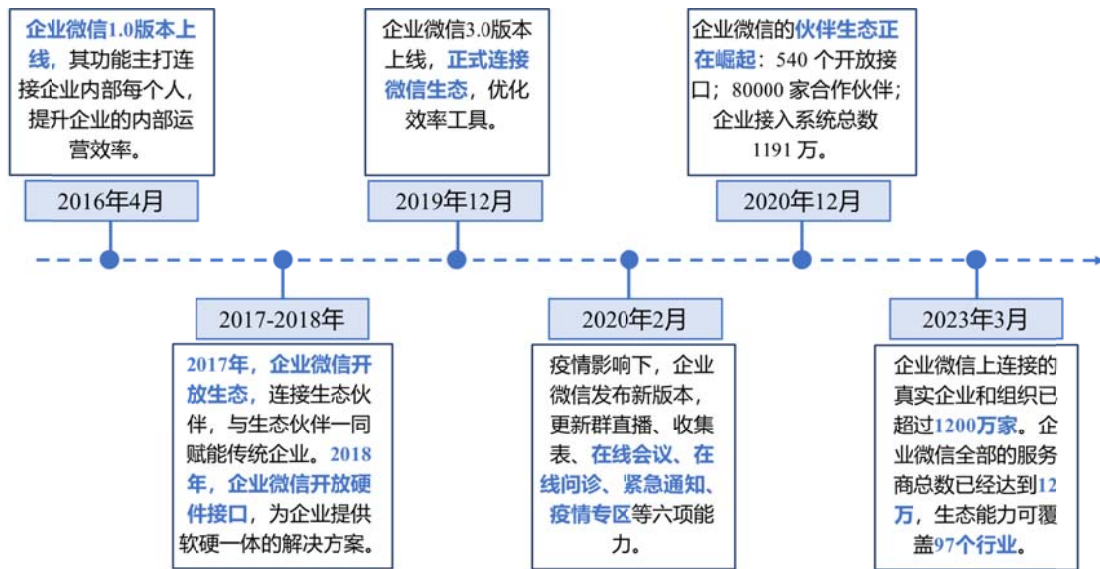 企业微信1.0版本上
线，其功能主打连
接企业内部每个人，
提升企业的内部运
营效率。
2016年4月
2017-2018年
2017年，企业微信开
放生态，连接生态伙
伴，与生态伙伴一同
赋能传统企业。2018
年，企业微信开放硬
件接口，为企业提供
软硬一体的解决方案。
企业微信3.0版本
上线，正式连接
微信生态，优化
效率工具。
2019年12月
2020年2月
疫情影响下，企业
微信发布新版本，
更新群直播、收集
表、在线会议、在
线问诊、紧急通知、
疫情专区等六项能
力。
企业微信的伙伴生态正
在崛起：540 个开放接
口；80000 家合作伙伴；
企业接入系统总数
1191 万。
2020年12月
2023年3月
企业微信上连接的
真实企业和组织已
超过1200万家。企
业微信全部的服务
商总数已经达到12
万，生态能力可覆
盖97个行业。